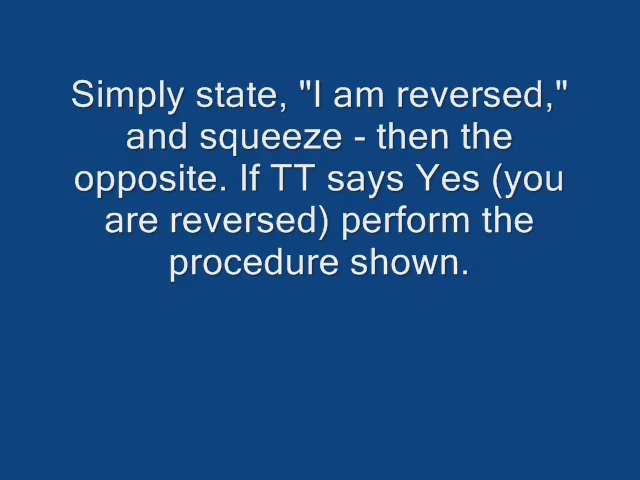 Simply state, "I am reversed,"
and squeeze - then the
opposite. If TT says Yes (you
are reversed) perform the
procedure shown.